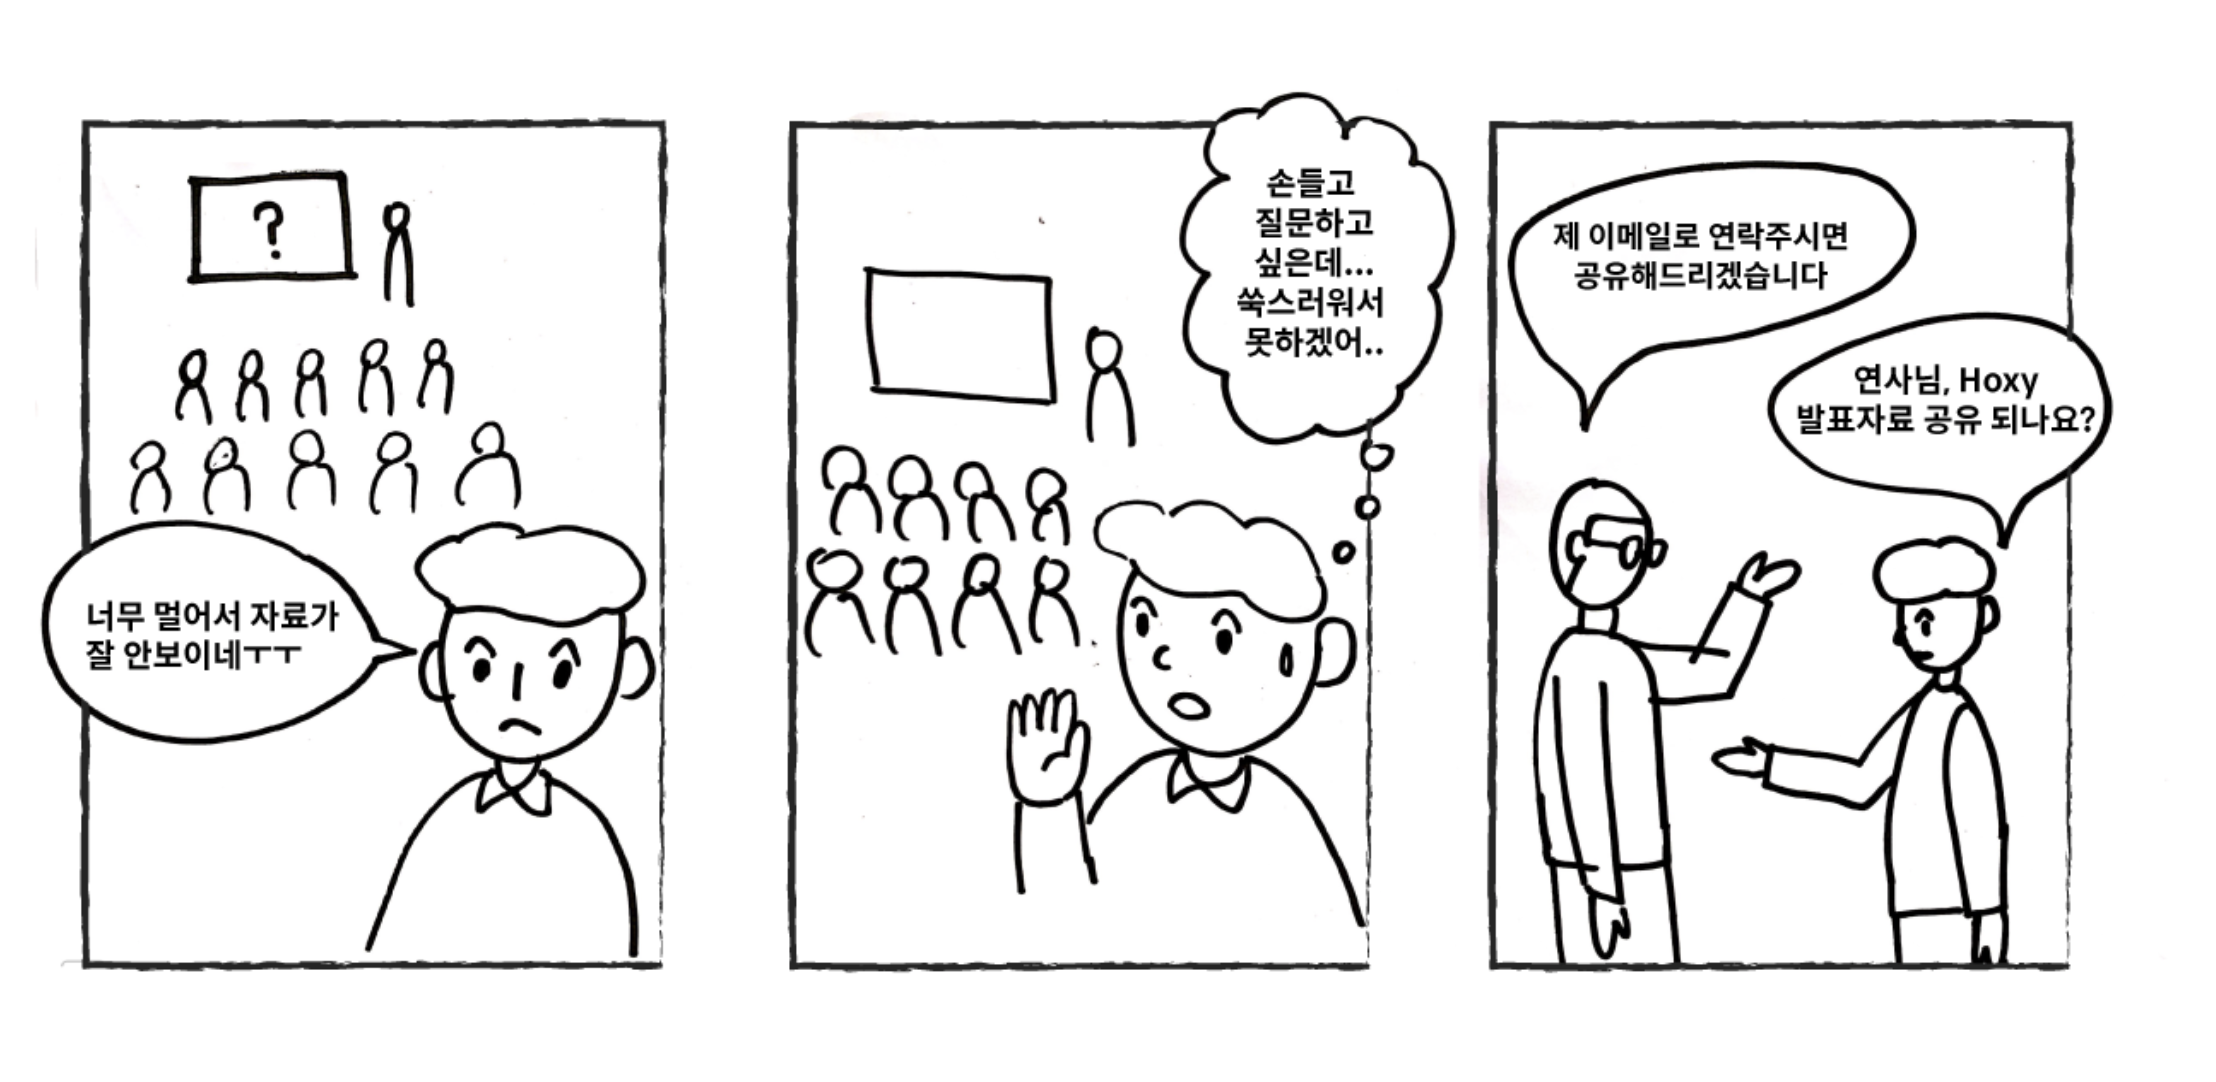 ?
너무 멀어서 자료가
잘 안보이네ㅜㅜ
손들고
질문하고
싶은데...
쑥스러워서
못하겠어..
제 이메일로 연락주시면
공유해드리겠습니다
연사님, Hoxy
발표자료 공유 되나요?